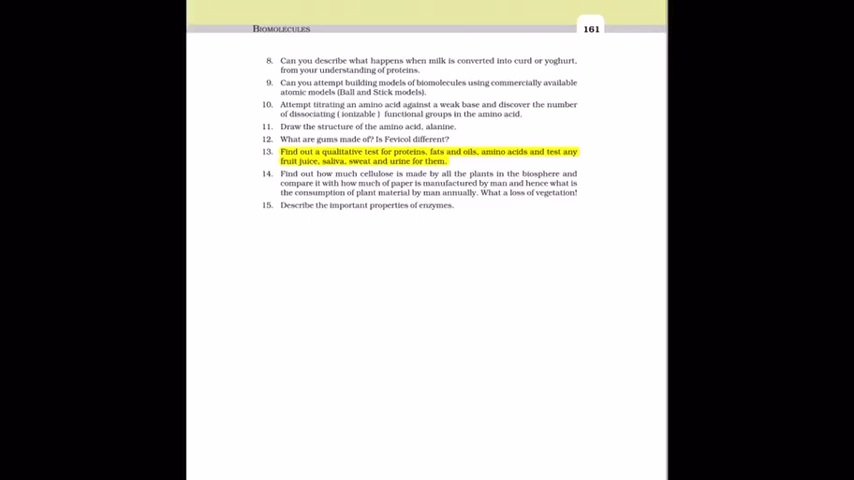 BIOMOLECULES
161
8. Can you describe what happens when milk is converted into curd or yoghurt,
from your understanding of proteins.
9. Can you attempt building models of biomolecules using commercially available
atomic models (Ball and Stick models).
10. Attempt titrating an amino acid against a weak base and discover the number
of dissociating ( ionizable ) functional groups in the amino acid.
11. Draw the structure of the amino acid, alanine.
12. What are gums made of? Is Fevicol different?
13. Find out a qualitative test for proteins, fats and oils, amino acids and test any
fruit juice, saliva, sweat and urine for them.
14. Find out how much cellulose is made by all the plants in the biosphere and
compare it with how much of paper is manufactured by man and hence what is
the consumption of plant material by man annually. What a loss of vegetation!
15. Describe the important properties of enzymes.